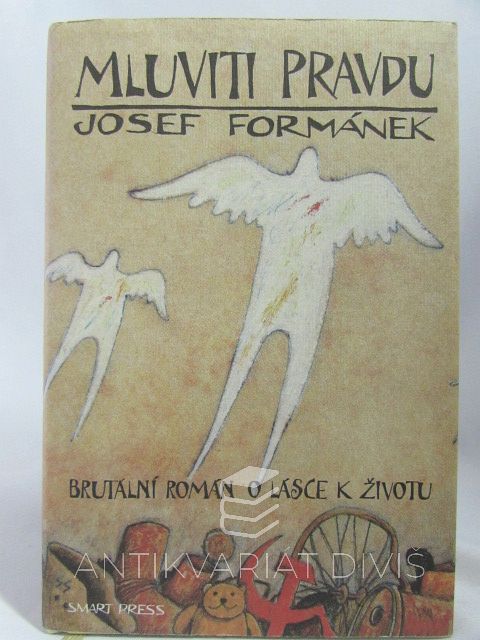 MLUVITI PRAVDU
JOSEF FORMÁNEK
BRUTÁLNÍ ROMÁN O LÁSCE K ŽIVOTU
ANTIKVARIÁT DIVIŠ
SMART PRESS